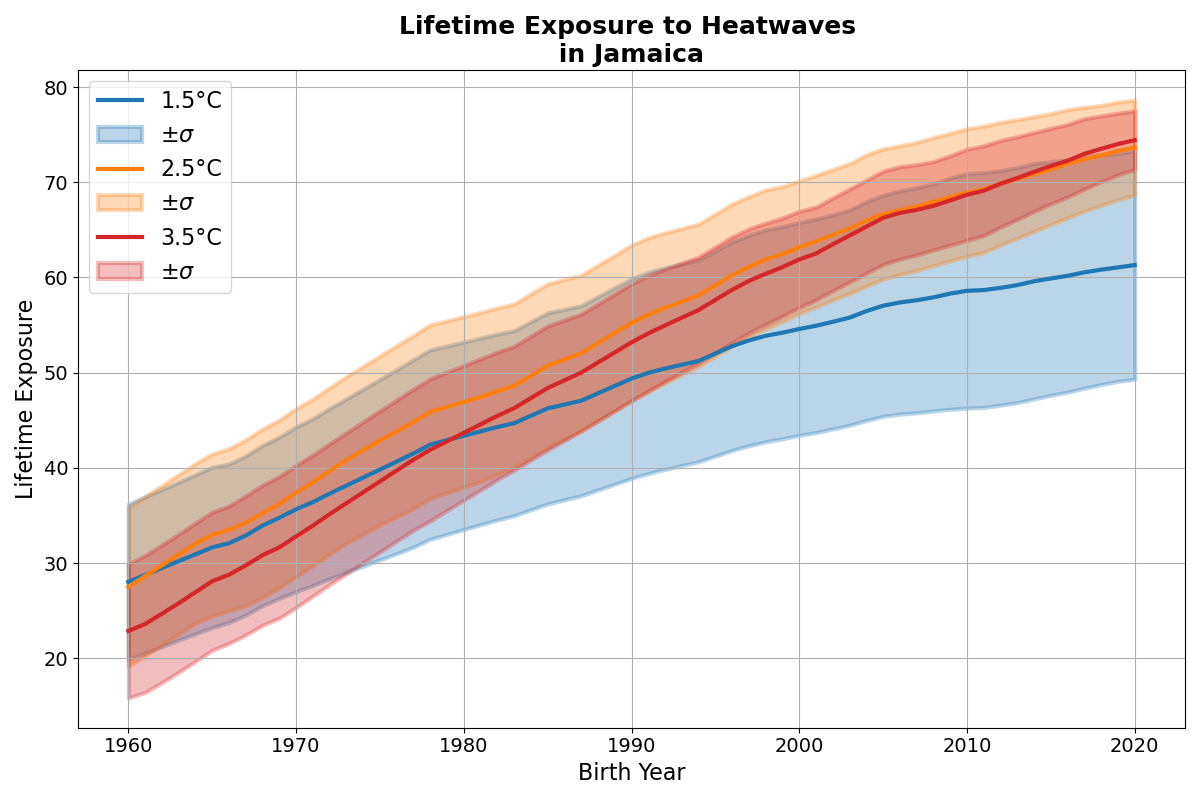 Lifetime Exposure to Heatwaves
in Jamaica
1.5°C
±σ
2.5°C
±σ
3.5°C
±σ
80
70
60
50
40
30
20
Lifetime Exposure
1960 1970 1980 1990 2000 2010 2020
Birth Year